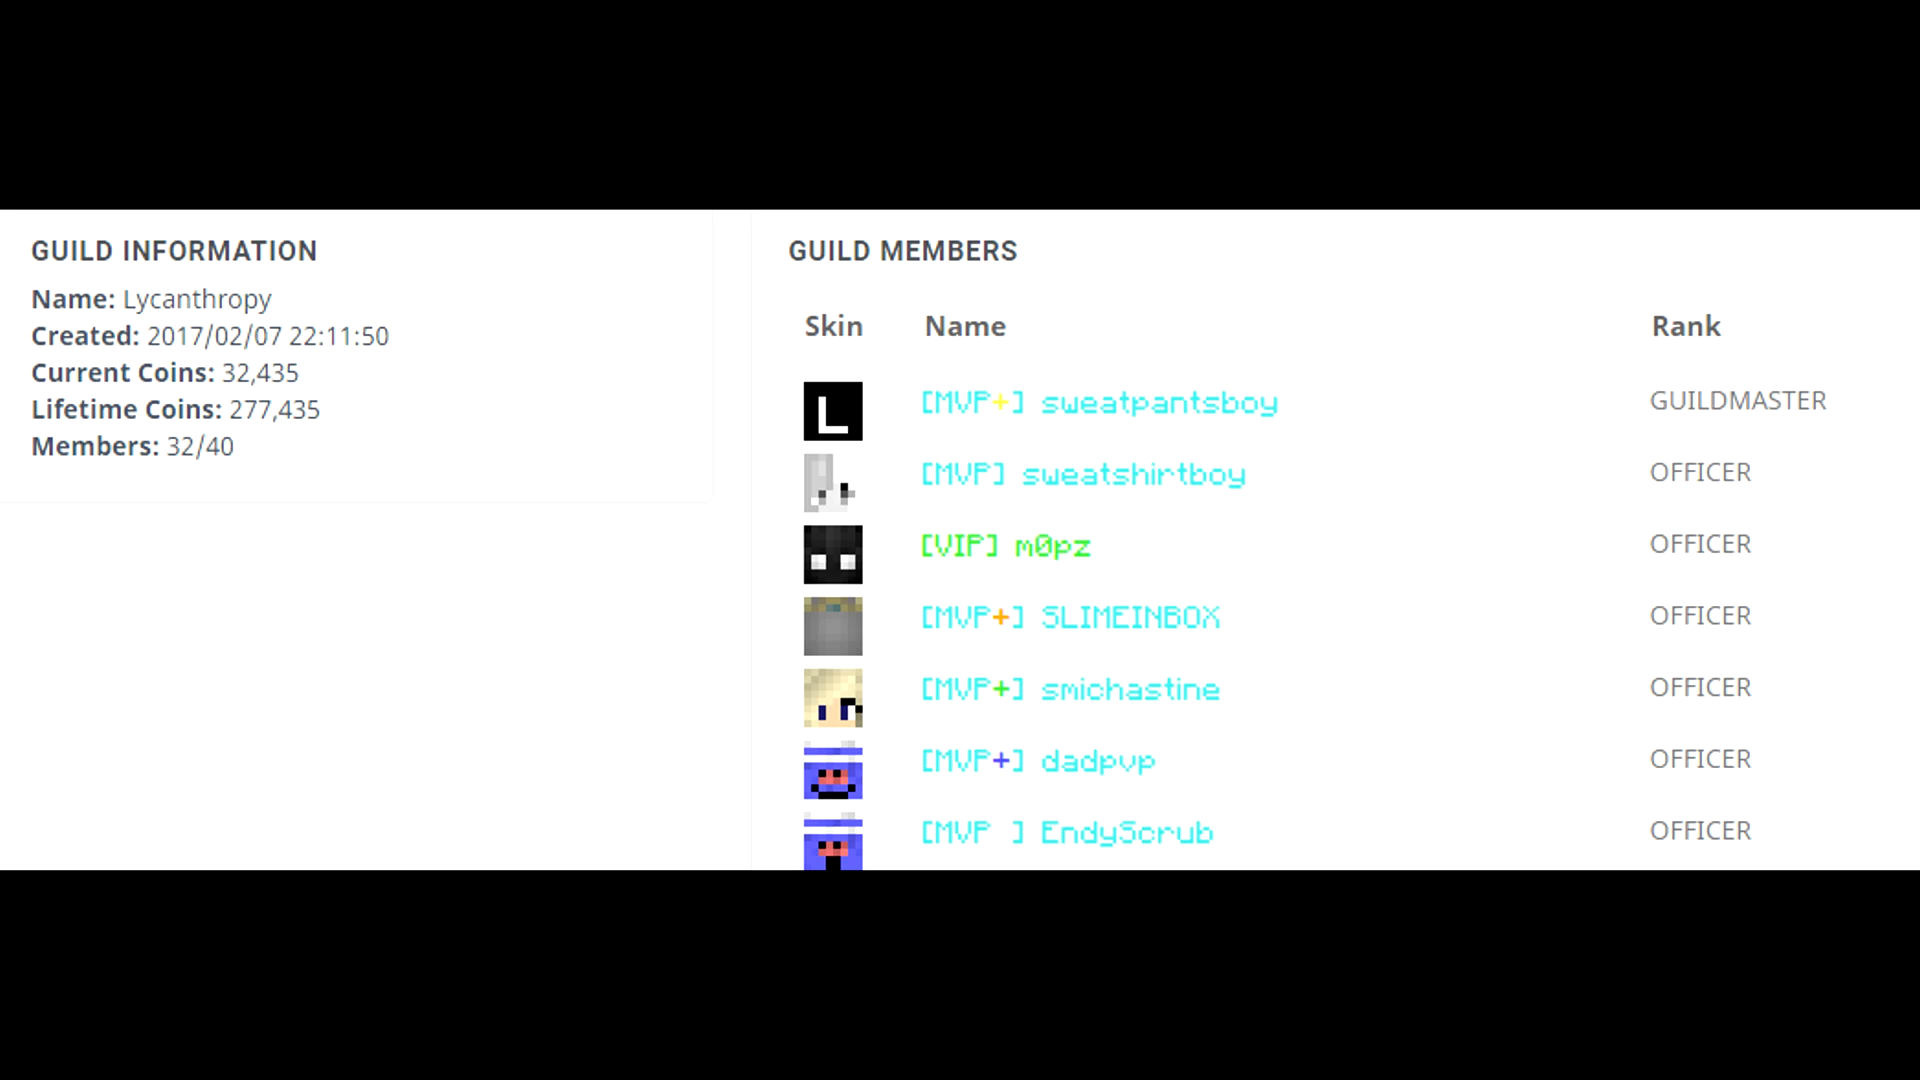 GUILD INFORMATION
Name: Lycanthropy
Created: 2017/02/07 22:11:50
Current Coins: 32,435
Lifetime Coins: 277,435
Members: 32/40
GUILD MEMBERS
Skin Name Rank
L [MVP+] sweatpantsboy GUILDMASTER
[MVP] sweatshirtboy OFFICER
[VIP] m0pz OFFICER
[MVP+] SLIMEINBOX OFFICER
[MVP+] smichastine OFFICER
[MVP+] dadpvp OFFICER
[MVP ] EndyScrub OFFICER